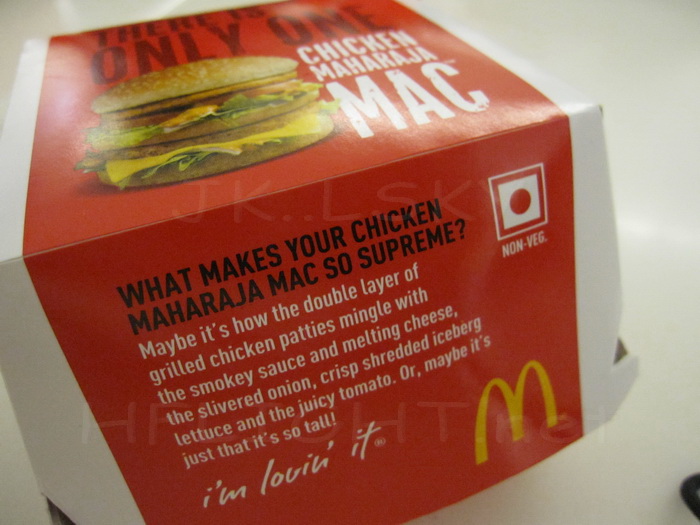 THERE IS
ONLY ONE
CHICKEN
MAHARAJA
MAC
NON-VEG.
WHAT MAKES YOUR CHICKEN
MAHARAJA MAC SO SUPREME?
Maybe it's how the double layer of
grilled chicken patties mingle with
the smokey sauce and melting cheese,
the slivered onion, crisp shredded iceberg
lettuce and the juicy tomato. Or, maybe it's
just that it's so tall!
i'm lovin' it®